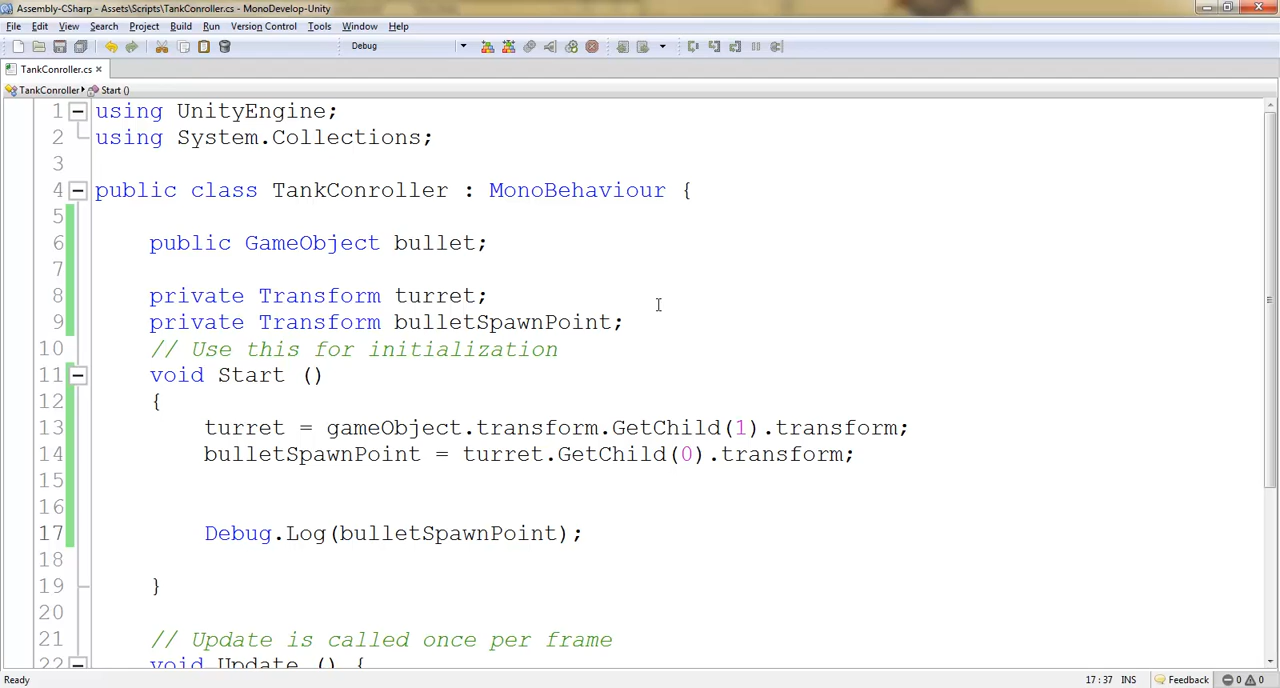 Assembly-CSharp - Assets\Scripts\TankConroller.cs - MonoDevelop-Unity
File Edit View Search Project Build Run Version Control Tools Window Help
Debug
TankConroller.cs ×
TankConroller Start ()
1 using UnityEngine;
2 using System.Collections;
3
4 public class TankConroller : MonoBehaviour {
5
6 public GameObject bullet;
7
8 private Transform turret;
9 private Transform bulletSpawnPoint;
10 // Use this for initialization
11 void Start ()
12 {
13 turret = gameObject.transform.GetChild(1).transform;
14 bulletSpawnPoint = turret.GetChild(0).transform;
15
16
17 Debug.Log(bulletSpawnPoint);
18
19 }
20
21 // Update is called once per frame
22 void Update () {
Ready 17 : 37 INS Feedback 0 0